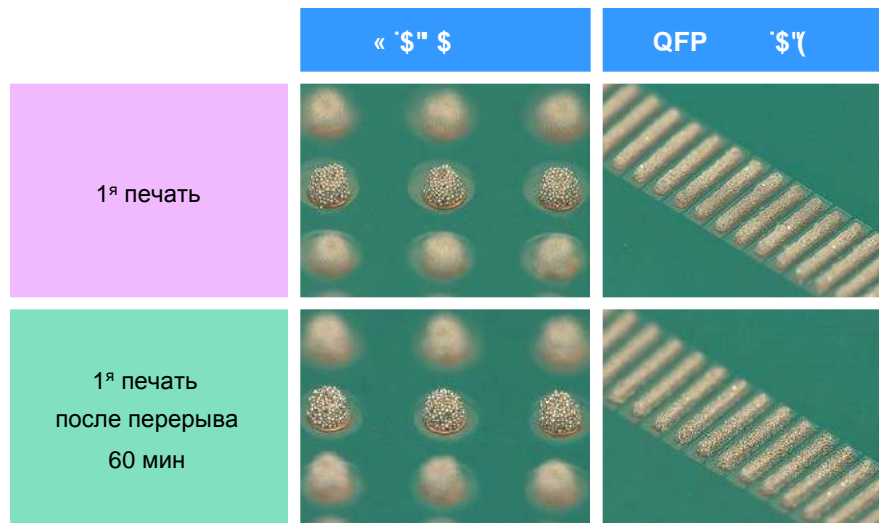 « ˙$"˙ $
QFP ˙$"(
1я печать
1я печать
после перерыва
60 мин